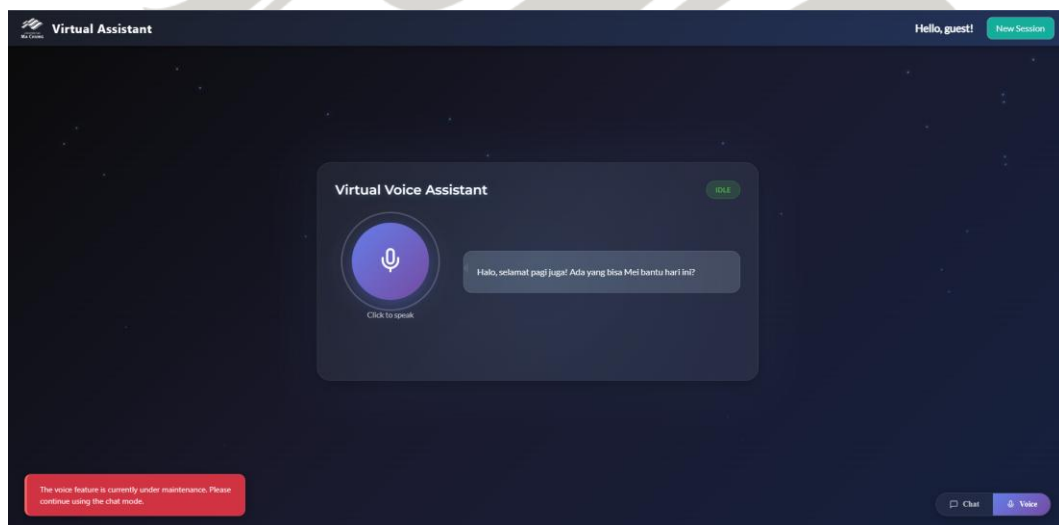 Virtual Assistant
Hello, guest!
New Session
MA CHUNG
Virtual Voice Assistant
IDLE
Halo, selamat pagi juga! Ada yang bisa Mei bantu hari ini?
Click to speak
The voice feature is currently under maintenance. Please
continue using the chat mode.
Chat
Voice